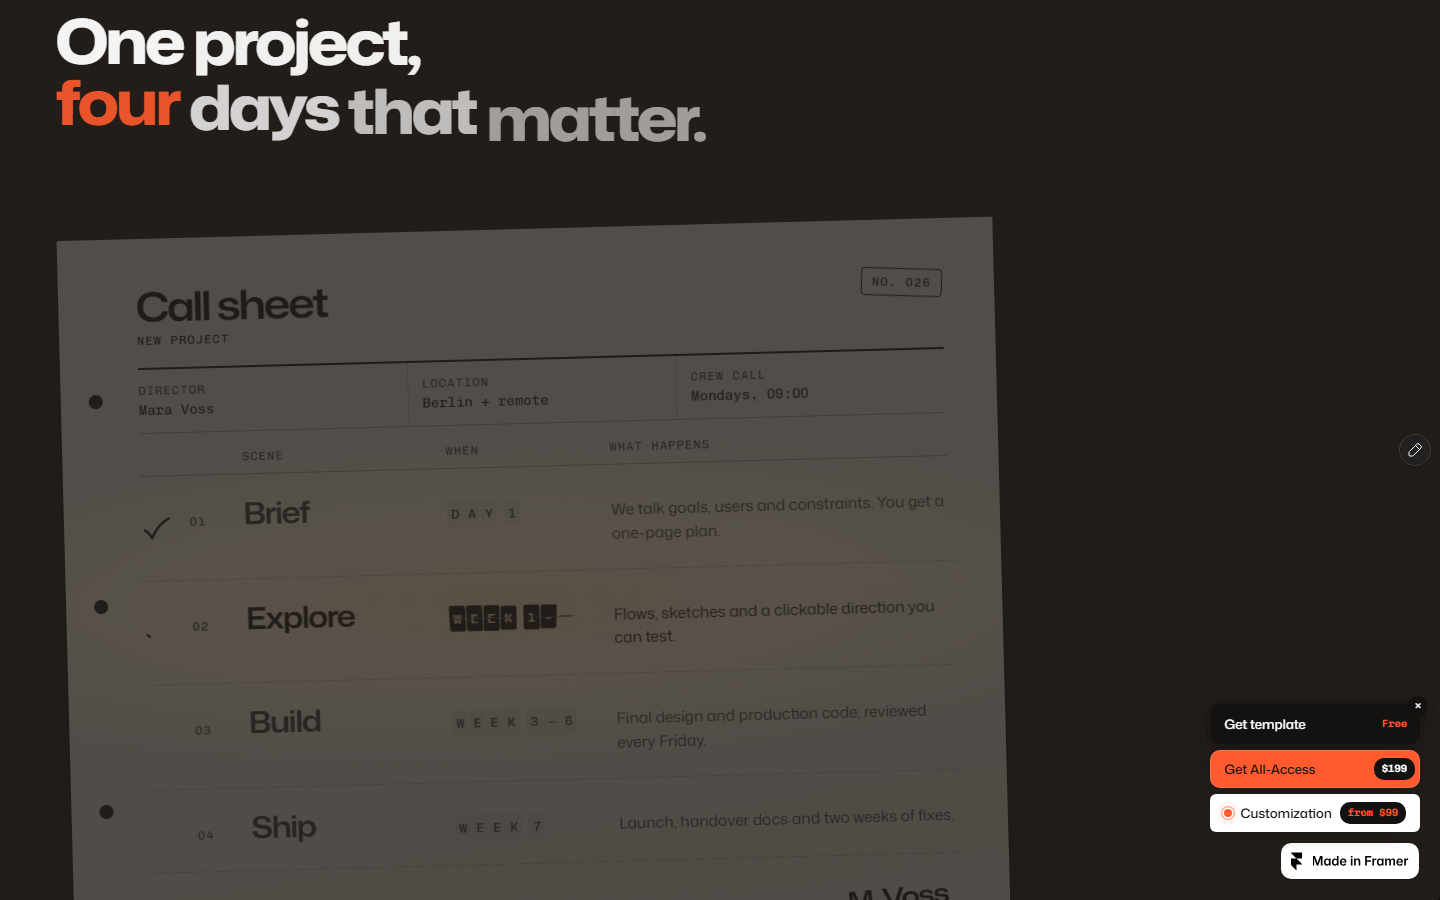 One project,
four days that matter.
Call sheet
NO. 026
NEW PROJECT
DIRECTOR
Mara Voss
LOCATION
Berlin + remote
CREW CALL
Mondays, 09:00
SCENE
WHEN
WHAT HAPPENS
01
Brief
DAY 1
We talk goals, users and constraints. You get a
one-page plan.
02
Explore
WEEK 1-
Flows, sketches and a clickable direction you
can test.
03
Build
WEEK 3-6
Final design and production code, reviewed
every Friday.
04
Ship
WEEK 7
Launch, handover docs and two weeks of fixes.
M. Voss
Get template
Free
Get All-Access
$199
Customization
from $99
Made in Framer